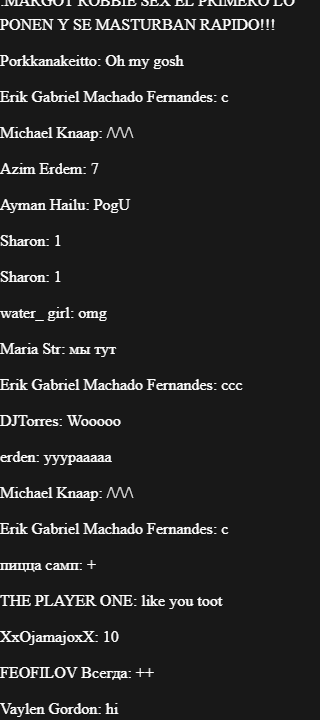 .MARGOT ROBBIE SEX EL PRIMERO LO
PONEN Y SE MASTURBAN RAPIDO!!!
Porkkanakeitto: Oh my gosh
Erik Gabriel Machado Fernandes: c
Michael Knaap: /\/\/\
Azim Erdem: 7
Ayman Hailu: PogU
Sharon: 1
Sharon: 1
water_ girl: omg
Maria Str: мы тут
Erik Gabriel Machado Fernandes: ccc
DJTorres: Wooooo
erden: yyypaaaaa
Michael Knaap: /\/\/\
Erik Gabriel Machado Fernandes: c
пицца самп: +
THE PLAYER ONE: like you toot
XxOjamajoxX: 10
FEOFILOV Всегда: ++
Vaylen Gordon: hi